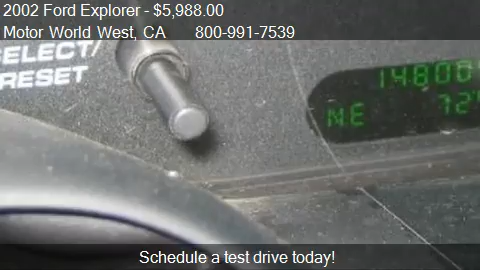 2002 Ford Explorer - $5,988.00
Motor World West, CA 800-991-7539
SELECT/
RESET
NE 72°
Schedule a test drive today!